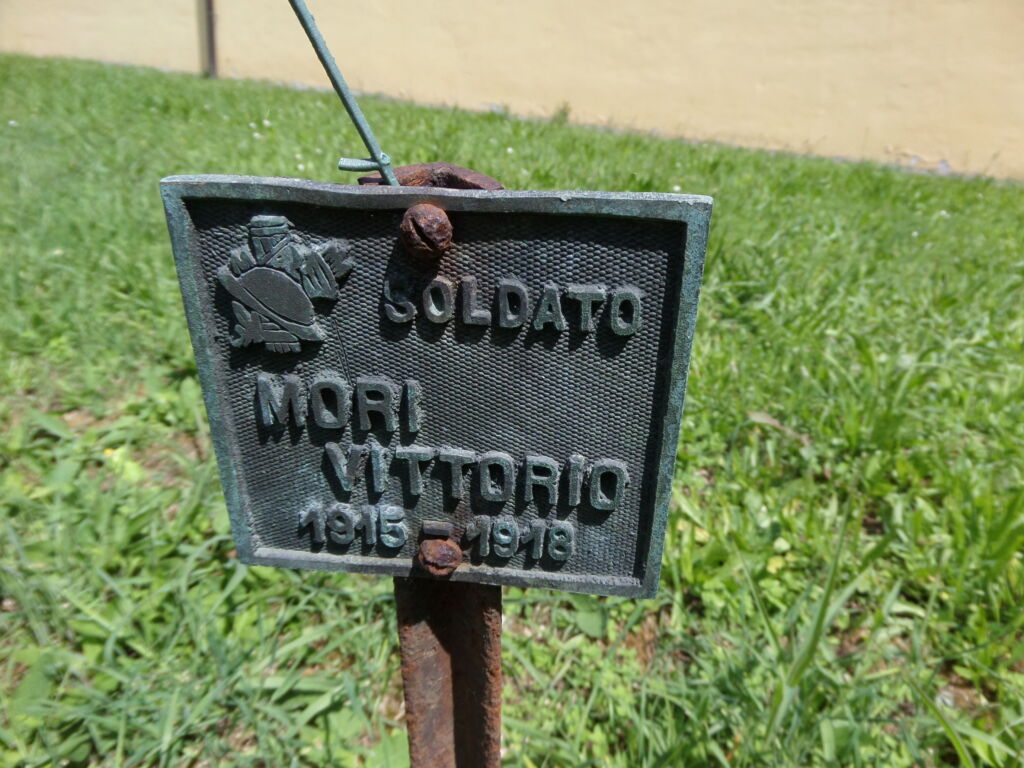 SOLDATO
MORI
VITTORIO
1915 - 1918